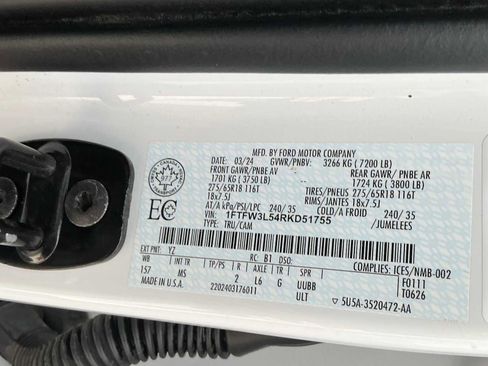 MFD. BY FORD MOTOR COMPANY
03/24 GVWR/PNBV: 3266 KG ( 7200 LB)
FRONT GAWR/PNBE AV REAR GAWR/ PNBE AR
1701 KG ( 3750 LB) 1724 KG ( 3800 LB)
275/65R18 116T TIRES/PNEUS 275/65R18 116T
18x7.5J RIMS/JANTES 18x7.5J
AT/A kPa/PSI/LPC 240/ 35 240/ 35
VIN: 1FTFW3L54RKD51755 /JUMELEES
TYPE: TRU/CAM
CANADA
977
EC
EXT PNT: YZ RC: B1 DSO: COMPLIES: ICES/NMB-002
WB INT TR TP/PS R AXLE TR SPR F0111
157 MS 2 L6 G UUBB T0626
MADE IN U.S.A. 2202403176011 ULT 5U5A-3520472-AA